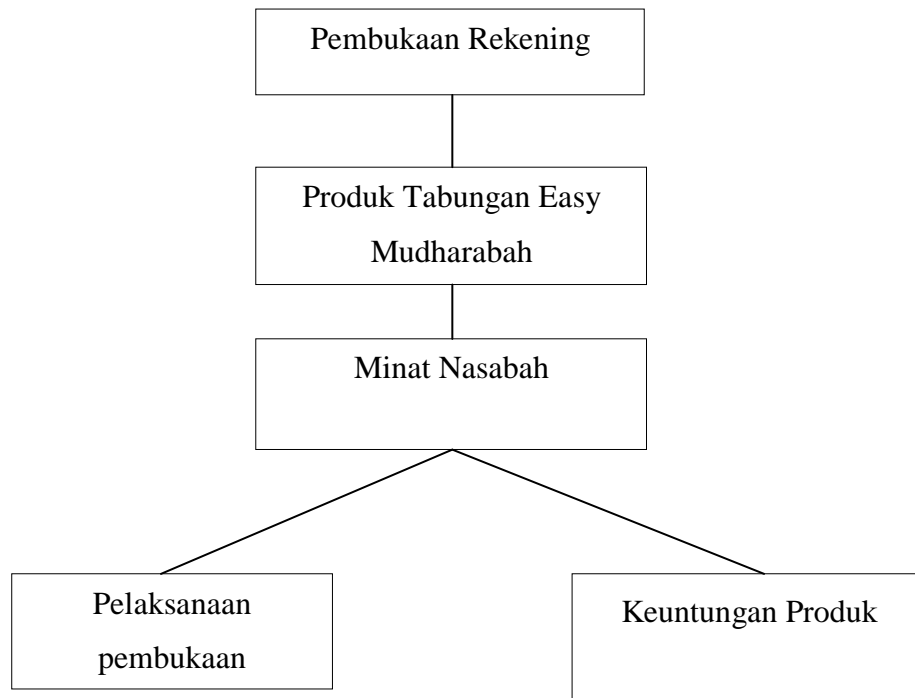 Pembukaan Rekening
Produk Tabungan Easy
Mudharabah
Minat Nasabah
Pelaksanaan
pembukaan
Keuntungan Produk